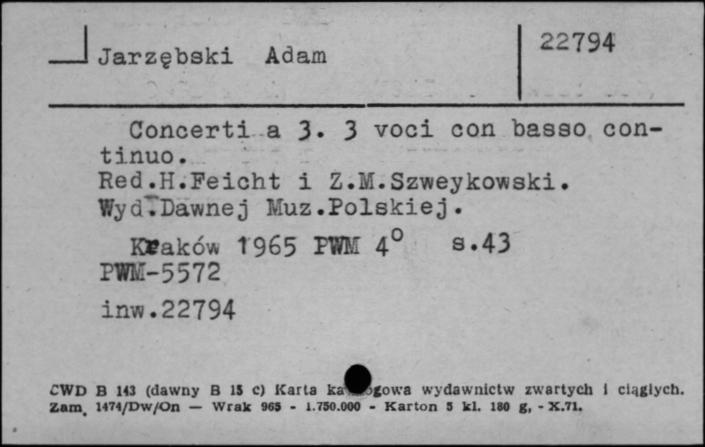 Jarzębski Adam
22794
Concerti a 3. 3 voci con basso con-
tinuo.
Red.H.Feicht i Z.M.Szweykowski.
Wyd.Dawnej Muz.Polskiej.
Kraków 1965 PWM 4° s.43
PWM-5572
inw.22794
CWD B 143 (dawny B 15 c) Karta ka ogowa wydawnictw zwartych i ciągłych.
Zam. 1474/Dw/On — Wrak 965 - 1.750.000 - Karton 5 kl. 180 g, - X.71.